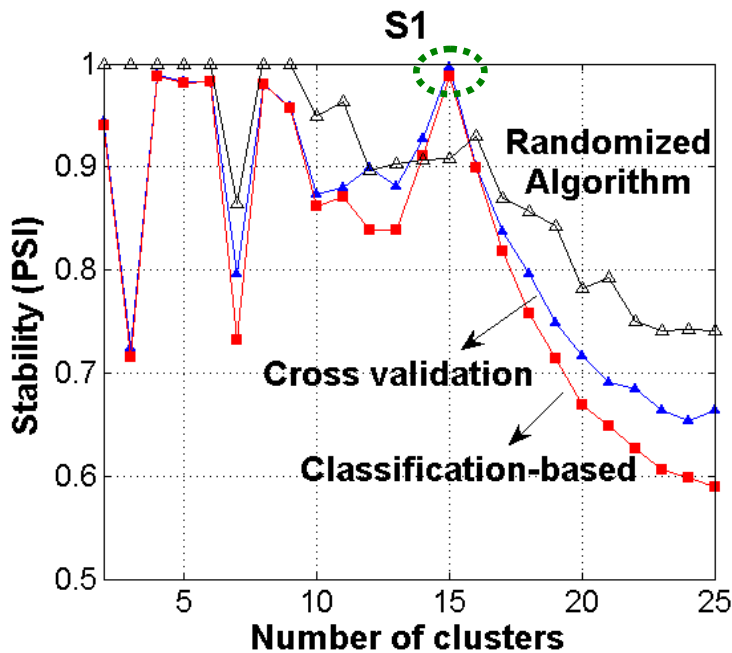 S1
1
0.9
0.8
0.7
0.6
0.5
Stability (PSI)
Randomized
Algorithm
Cross validation
Classification-based
5
10
15
20
25
Number of clusters